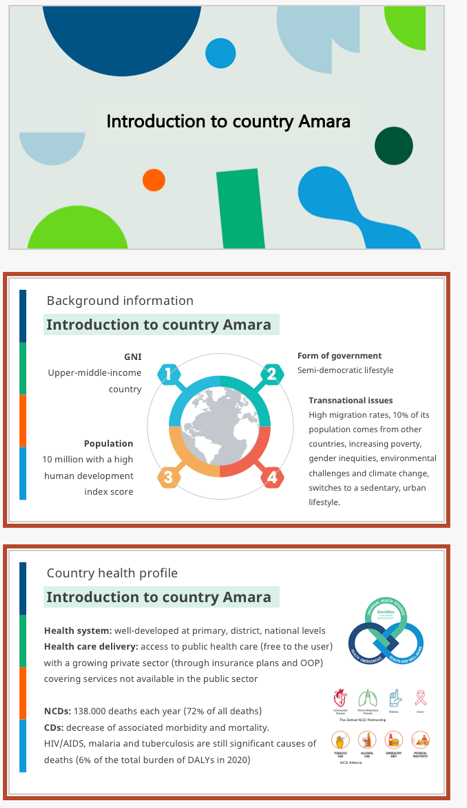 Introduction to country Amara
Background information
Introduction to country Amara
GNI
Upper-middle-income
country
1
2
Form of government
Semi-democratic lifestyle
Transnational issues
High migration rates, 10% of its
population comes from other
countries, increasing poverty,
gender inequities, environmental
challenges and climate change,
switches to a sedentary, urban
lifestyle.
Population
10 million with a high
human development
index score
3
4
Country health profile
Introduction to country Amara
Health system: well-developed at primary, district, national levels
Health care delivery: access to public health care (free to the user)
with a growing private sector (through insurance plans and OOP)
covering services not available in the public sector
NCDs: 138.000 deaths each year (72% of all deaths)
CDs: decrease of associated morbidity and mortality.
HIV/AIDS, malaria and tuberculosis are still significant causes of
deaths (6% of the total burden of DALYs in 2020)
The Defeat-NCD Partnership
NCD Alliance